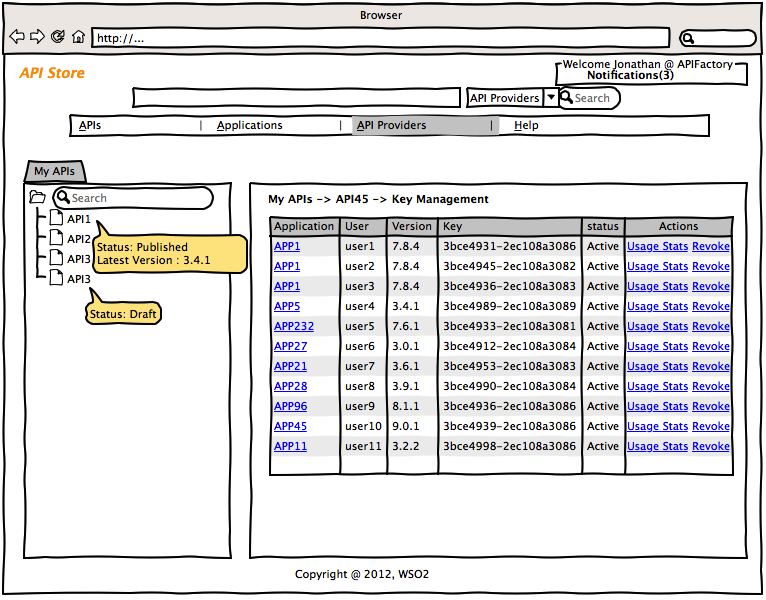 Browser
http://...
API Store
Welcome Jonathan @ APIFactory
Notifications(3)
API Providers Search
APIs | Applications | API Providers | Help
My APIs
Search
API1
API2
API3
API3
Status: Published
Latest Version : 3.4.1
Status: Draft
My APIs -> API45 -> Key Management
Application User Version Key status Actions
APP1 user1 7.8.4 3bce4931-2ec108a3086 Active Usage Stats Revoke
APP1 user2 7.8.4 3bce4945-2ec108a3082 Active Usage Stats Revoke
APP1 user3 7.8.4 3bce4936-2ec108a3083 Active Usage Stats Revoke
APP5 user4 3.4.1 3bce4989-2ec108a3089 Active Usage Stats Revoke
APP232 user5 7.6.1 3bce4933-2ec108a3081 Active Usage Stats Revoke
APP27 user6 3.0.1 3bce4912-2ec108a3084 Active Usage Stats Revoke
APP21 user7 3.6.1 3bce4953-2ec108a3083 Active Usage Stats Revoke
APP28 user8 3.9.1 3bce4990-2ec108a3084 Active Usage Stats Revoke
APP96 user9 8.1.1 3bce4936-2ec108a3086 Active Usage Stats Revoke
APP45 user10 9.0.1 3bce4939-2ec108a3086 Active Usage Stats Revoke
APP11 user11 3.2.2 3bce4998-2ec108a3086 Active Usage Stats Revoke
Copyright @ 2012, WSO2